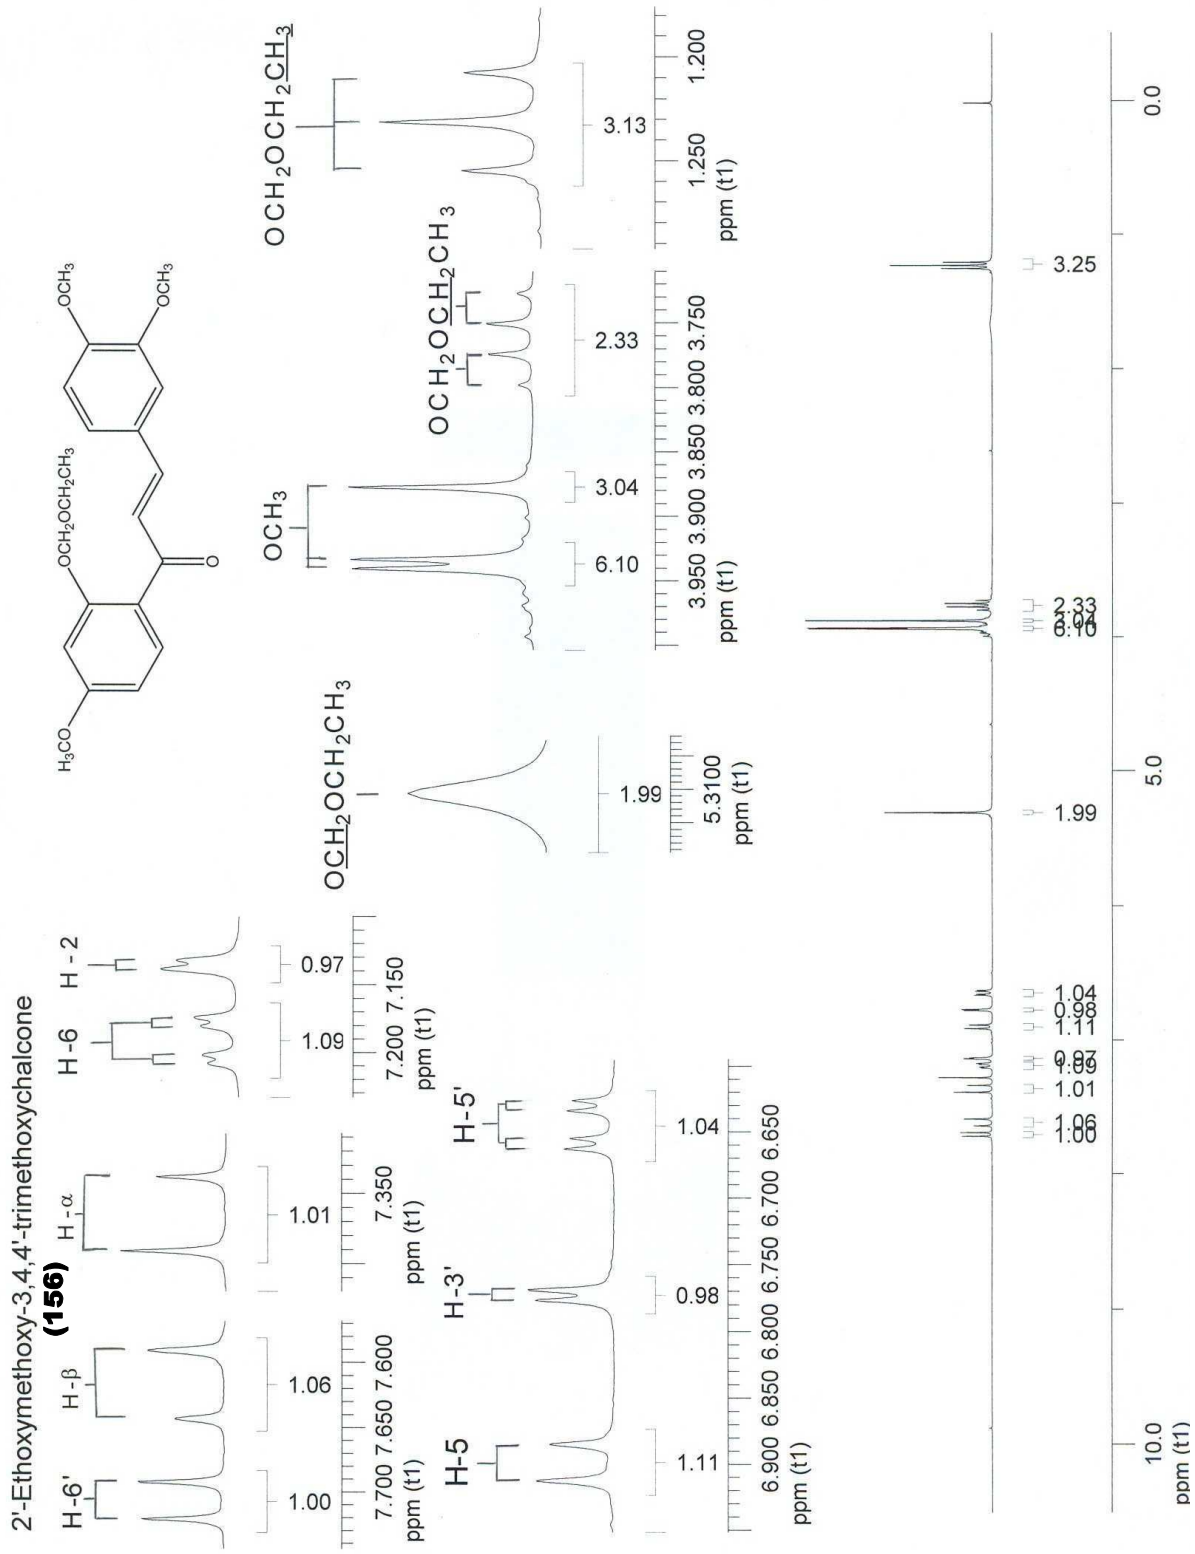 2'-Ethoxymethoxy-3,4,4'-trimethoxychalcone
(156)
H₃CO
OCH₂OCH₂CH₃
O
OCH₃
OCH₃
H-6'
H-β
H-α
H-6
H-2
1.00
1.06
1.01
1.09
0.97
7.700 7.650 7.600
ppm (t1)
7.350
ppm (t1)
7.200 7.150
ppm (t1)
OCH₂OCH₂CH₃
1.99
5.3100
ppm (t1)
OCH₃
OCH₂OCH₂CH₃
6.10
3.04
2.33
3.950 3.900 3.850 3.800 3.750
ppm (t1)
OCH₂OCH₂CH₃
3.13
1.250
1.200
ppm (t1)
H-5
H-3'
H-5'
1.11
0.98
1.04
6.900 6.850 6.800 6.750 6.700 6.650
ppm (t1)
1.00
1.06
1.01
1.09
0.97
1.11
0.98
1.04
1.99
6.10
3.04
2.33
3.25
10.0
5.0
0.0
ppm (t1)